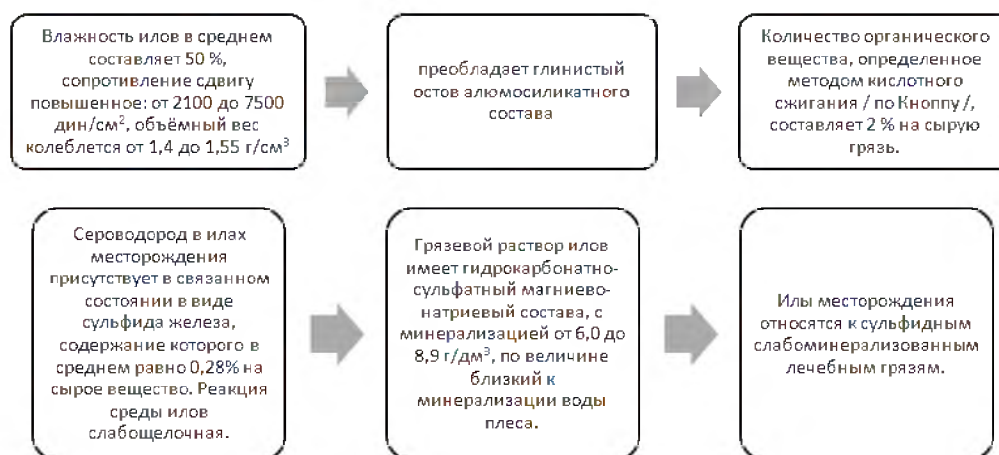 Влажность илов в среднем
составляет 50 %,
сопротивление сдвигу
повышенное: от 2100 до 7500
дин/см², объёмный вес
колеблется от 1,4 до 1,55 г/см³
преобладает глинистый
остов алюмосиликатного
состава
Количество органического
вещества, определенное
методом кислотного
сжигания / по Кноппу /,
составляет 2 % на сырую
грязь.
Сероводород в илах
месторождения
присутствует в связанном
состоянии в виде
сульфида железа,
содержание которого в
среднем равно 0,28% на
сырое вещество. Реакция
среды илов
слабощелочная.
Грязевой раствор илов
имеет гидрокарбонатно-
сульфатный магниево-
натриевый состава, с
минерализацией от 6,0 до
8,9 г/дм³, по величине
близкий к
минерализации воды
плеса.
Илы месторождения
относятся к сульфидным
слабоминерализованным
лечебным грязям.